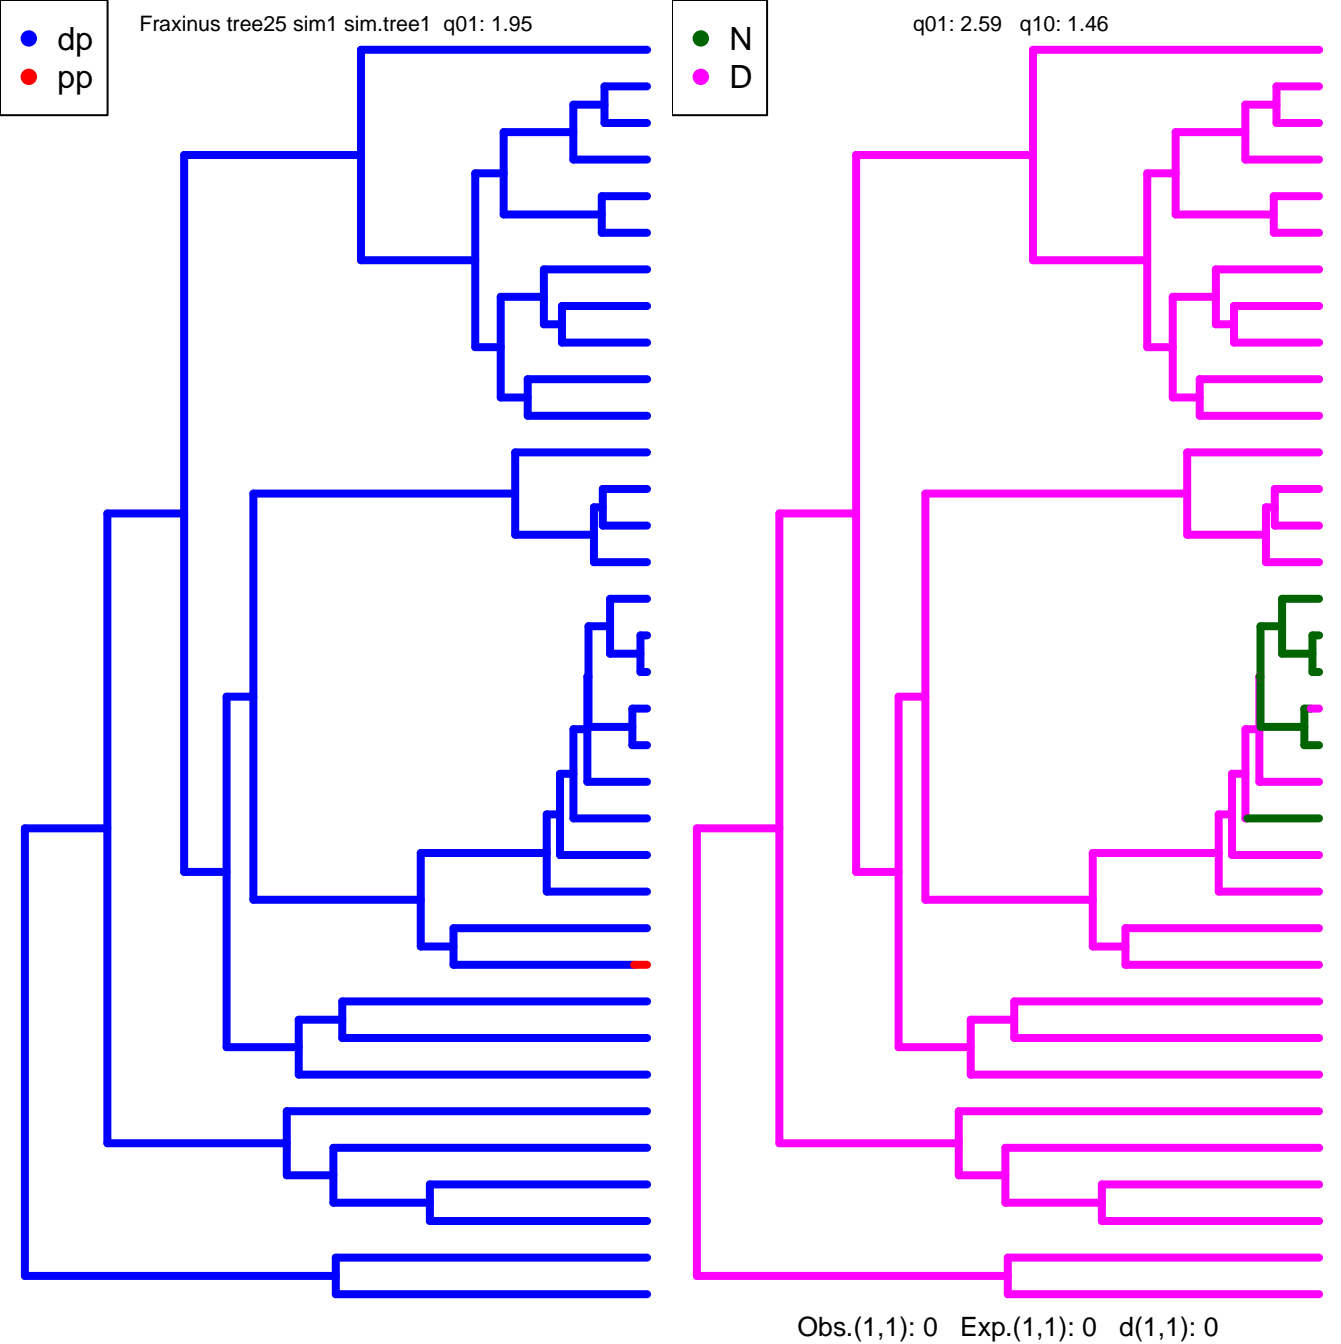 dp
pp
Fraxinus tree25 sim1 sim.tree1  q01: 1.95
N
D
q01: 2.59   q10: 1.46
Obs.(1,1): 0   Exp.(1,1): 0   d(1,1): 0